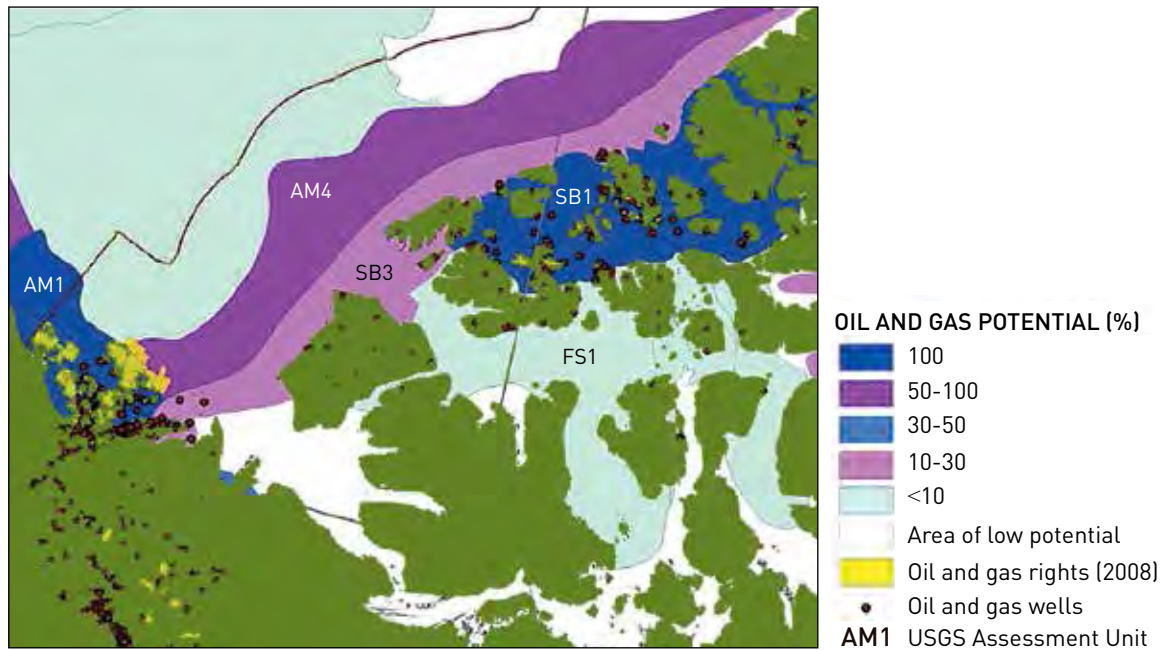 AM4
SB1
SB3
AM1
FS1
OIL AND GAS POTENTIAL (%)
100
50-100
30-50
10-30
<10
Area of low potential
Oil and gas rights (2008)
Oil and gas wells
AM1 USGS Assessment Unit